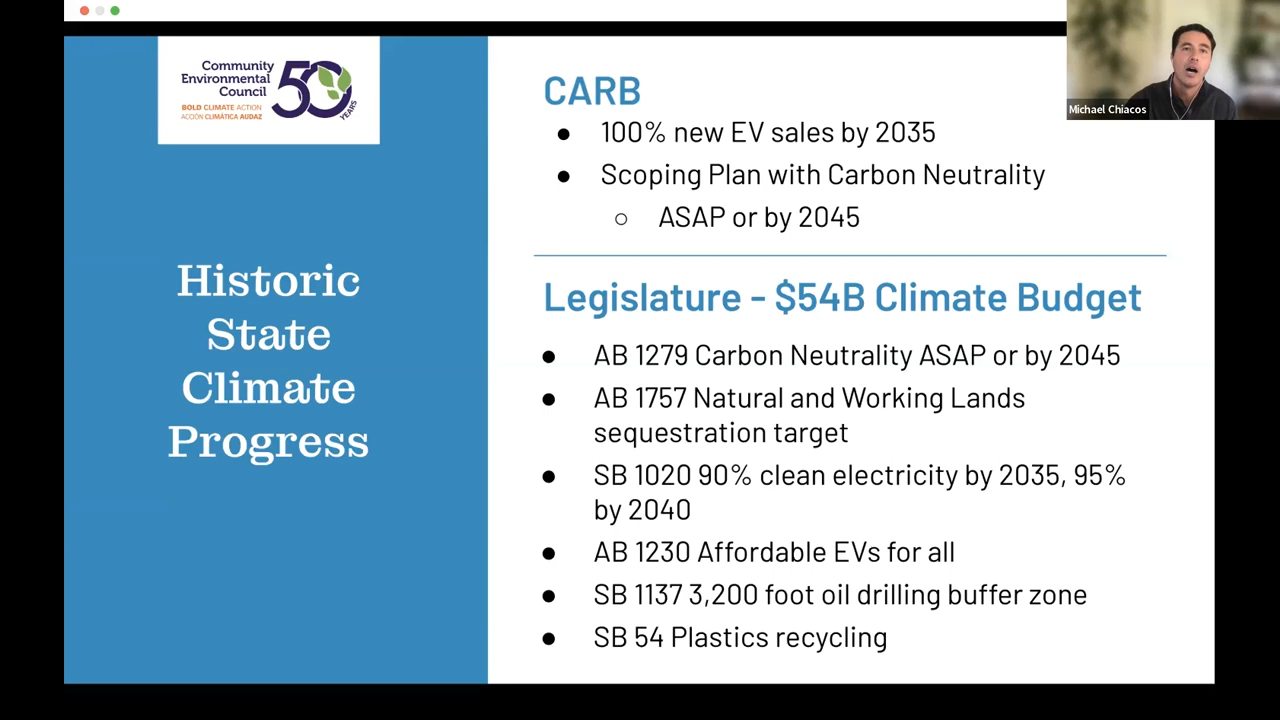 Community
Environmental
Council
50
YEARS
BOLD CLIMATE ACTION
ACCIÓN CLIMÁTICA AUDAZ
Historic
State
Climate
Progress
CARB
● 100% new EV sales by 2035
● Scoping Plan with Carbon Neutrality
○ ASAP or by 2045
Legislature - $54B Climate Budget
● AB 1279 Carbon Neutrality ASAP or by 2045
● AB 1757 Natural and Working Lands
sequestration target
● SB 1020 90% clean electricity by 2035, 95%
by 2040
● AB 1230 Affordable EVs for all
● SB 1137 3,200 foot oil drilling buffer zone
● SB 54 Plastics recycling
Michael Chiacos